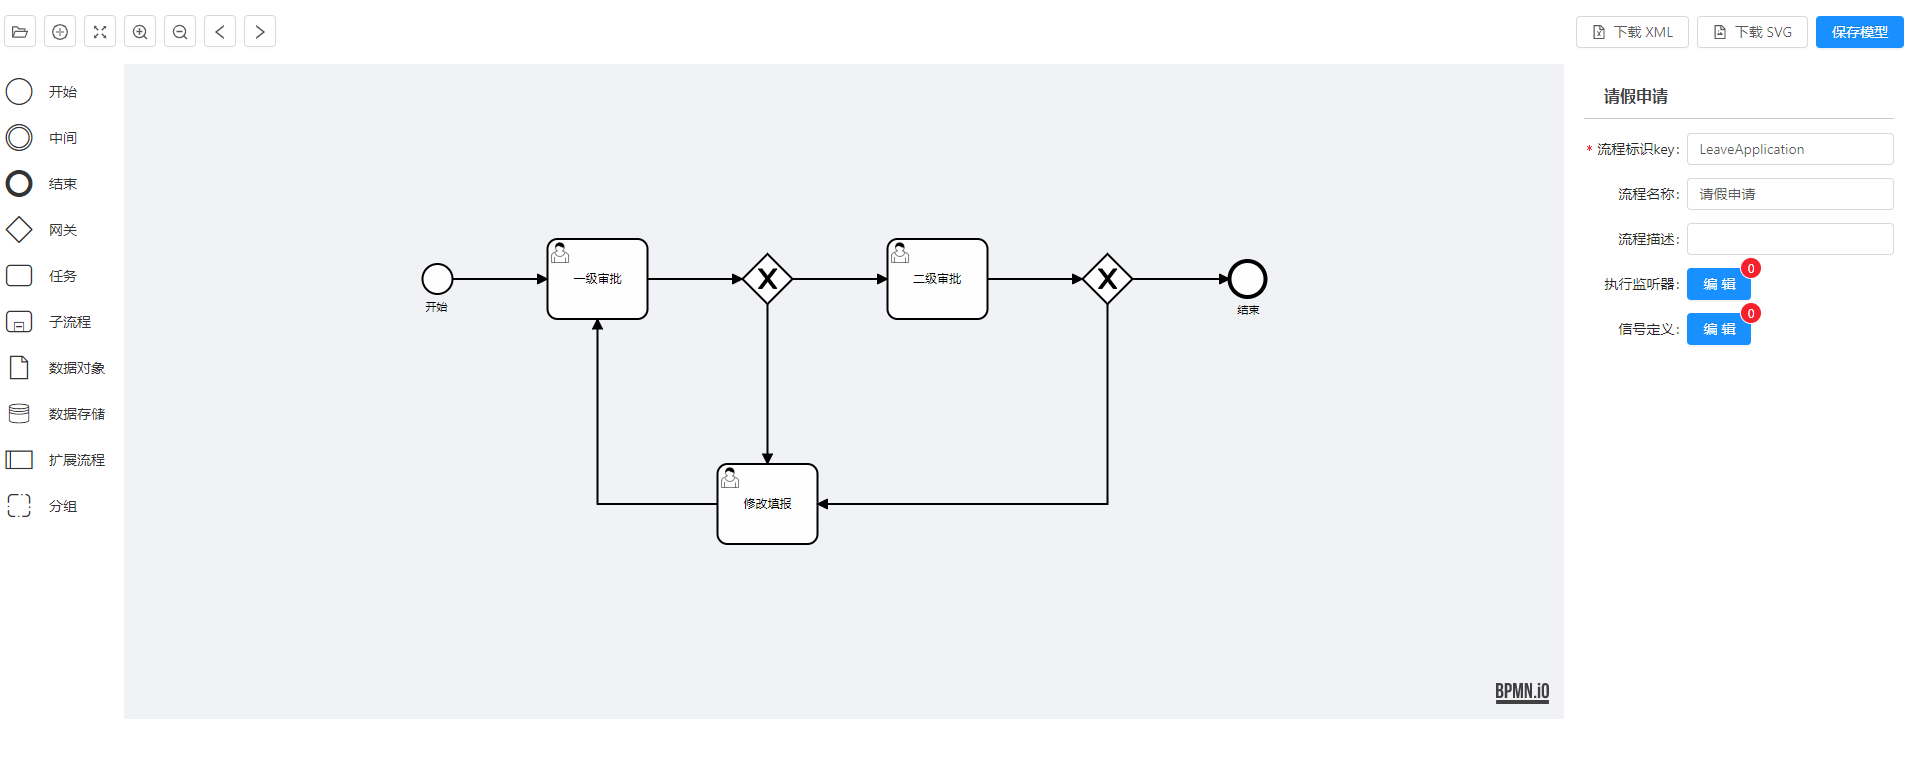 下载 XML
下载 SVG
保存模型
开始
中间
结束
网关
任务
子流程
数据对象
数据存储
扩展流程
分组
开始
一级审批
X
二级审批
X
结束
修改填报
BPMN.iO
请假申请
* 流程标识key: LeaveApplication
流程名称: 请假申请
流程描述:
执行监听器: 编 辑 0
信号定义: 编 辑 0